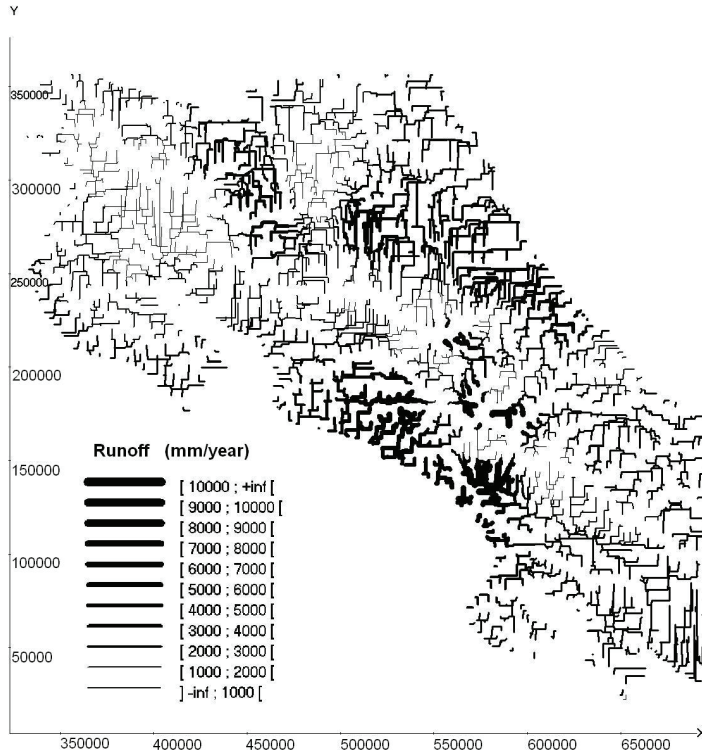 Y
350000
300000
250000
200000
150000
100000
50000
Runoff (mm/year)
[ 10000 ; +inf [
[ 9000 ; 10000 [
[ 8000 ; 9000 [
[ 7000 ; 8000 [
[ 6000 ; 7000 [
[ 5000 ; 6000 [
[ 4000 ; 5000 [
[ 3000 ; 4000 [
[ 2000 ; 3000 [
[ 1000 ; 2000 [
] -inf ; 1000 [
350000 400000 450000 500000 550000 600000 650000